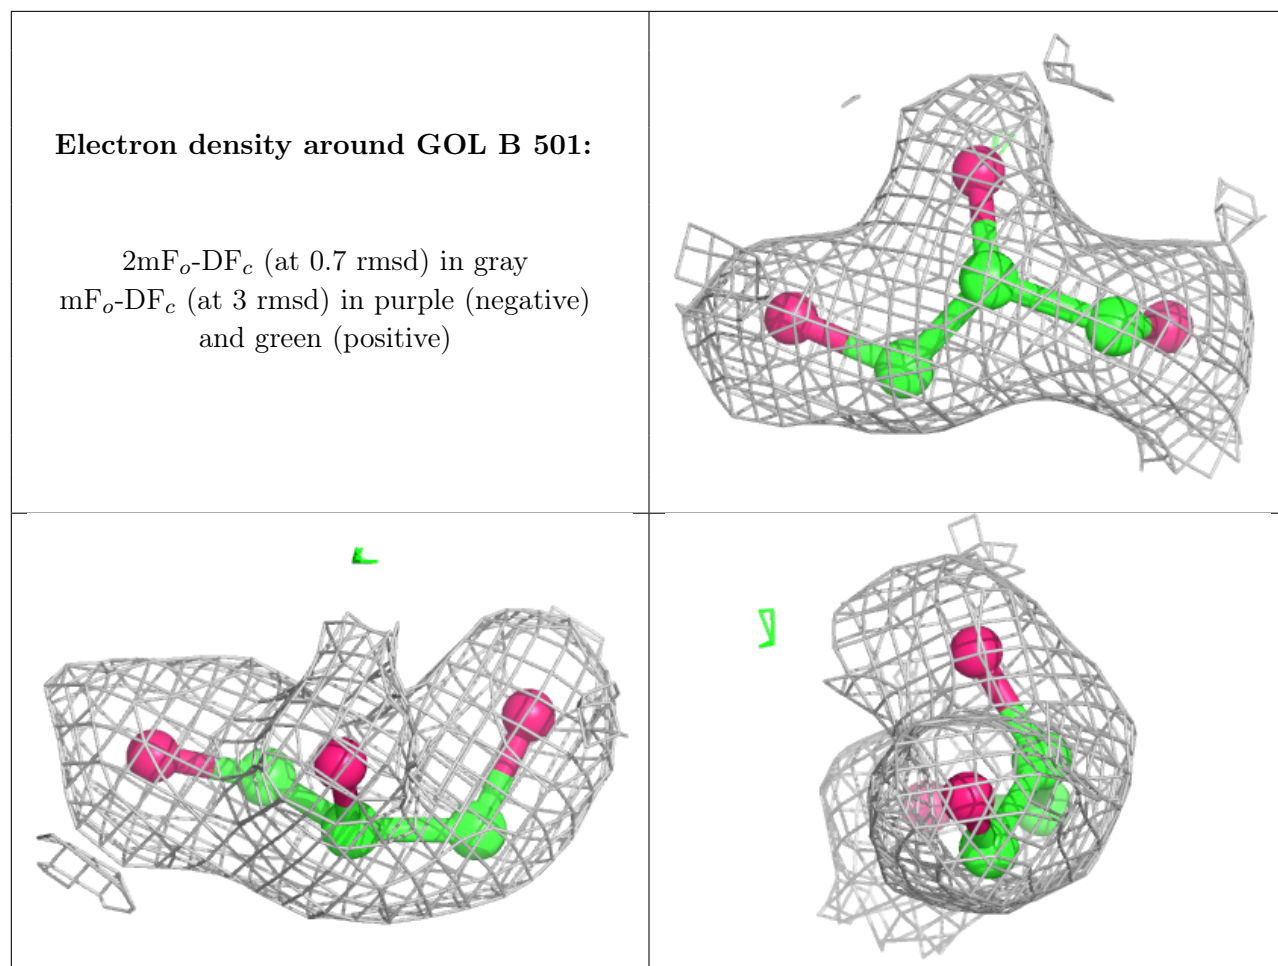 Electron density around GOL B 501:
2mFo-DFc (at 0.7 rmsd) in gray
mFo-DFc (at 3 rmsd) in purple (negative)
and green (positive)